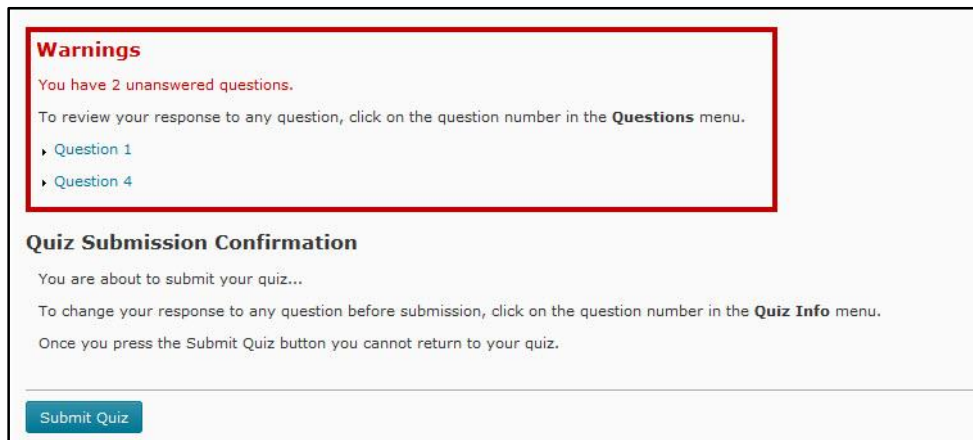 Warnings
You have 2 unanswered questions.
To review your response to any question, click on the question number in the Questions menu.
Question 1
Question 4
Quiz Submission Confirmation
You are about to submit your quiz...
To change your response to any question before submission, click on the question number in the Quiz Info menu.
Once you press the Submit Quiz button you cannot return to your quiz.
Submit Quiz